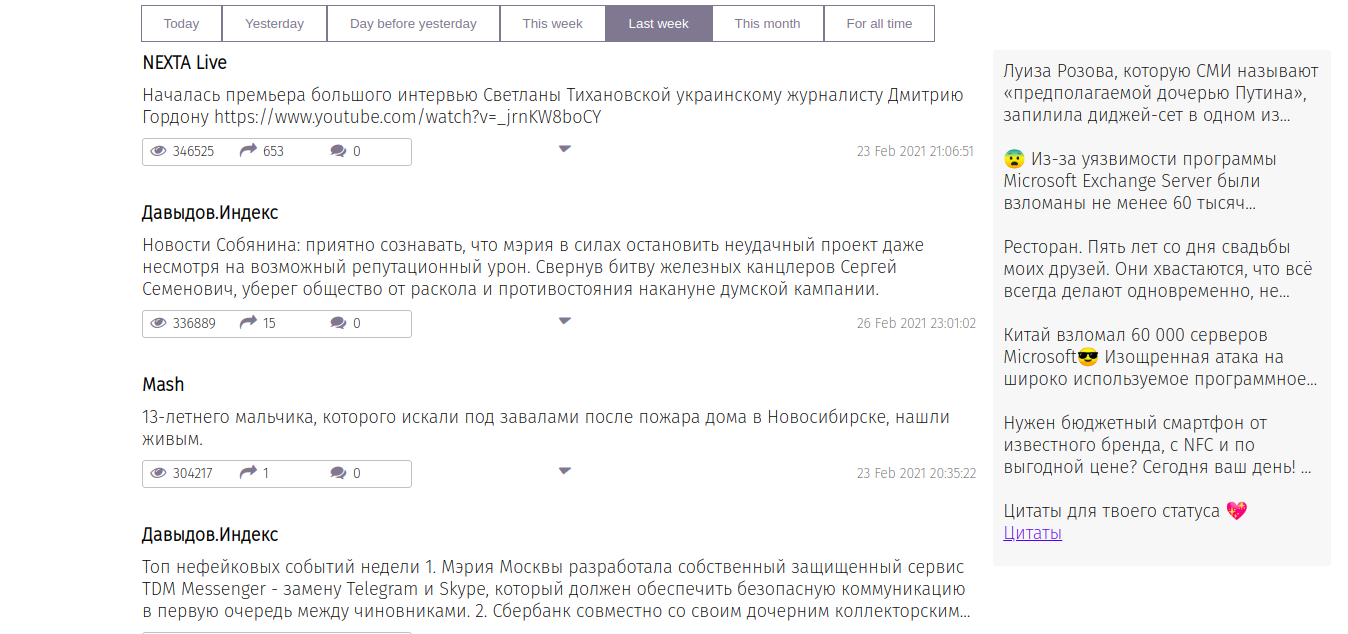 Today Yesterday Day before yesterday This week Last week This month For all time
NEXTA Live
Началась премьера большого интервью Светланы Тихановской украинскому журналисту Дмитрию
Гордону https://www.youtube.com/watch?v=_jrnKW8boCY
346525 653 0 23 Feb 2021 21:06:51
Давыдов.Индекс
Новости Собянина: приятно сознавать, что мэрия в силах остановить неудачный проект даже
несмотря на возможный репутационный урон. Свернув битву железных канцлеров Сергей
Семенович, уберег общество от раскола и противостояния накануне думской кампании.
336889 15 0 26 Feb 2021 23:01:02
Mash
13-летнего мальчика, которого искали под завалами после пожара дома в Новосибирске, нашли
живым.
304217 1 0 23 Feb 2021 20:35:22
Давыдов.Индекс
Топ нефейковых событий недели 1. Мэрия Москвы разработала собственный защищенный сервис
TDM Messenger - замену Telegram и Skype, который должен обеспечить безопасную коммуникацию
в первую очередь между чиновниками. 2. Сбербанк совместно со своим дочерним коллекторским...
Луиза Розова, которую СМИ называют
«предполагаемой дочерью Путина»,
запилила диджей-сет в одном из...
😨 Из-за уязвимости программы
Microsoft Exchange Server были
взломаны не менее 60 тысяч...
Ресторан. Пять лет со дня свадьбы
моих друзей. Они хвастаются, что всё
всегда делают одновременно, не...
Китай взломал 60 000 серверов
Microsoft😎 Изощренная атака на
широко используемое программное...
Нужен бюджетный смартфон от
известного бренда, с NFC и по
выгодной цене? Сегодня ваш день! ...
Цитаты для твоего статуса 💖
Цитаты